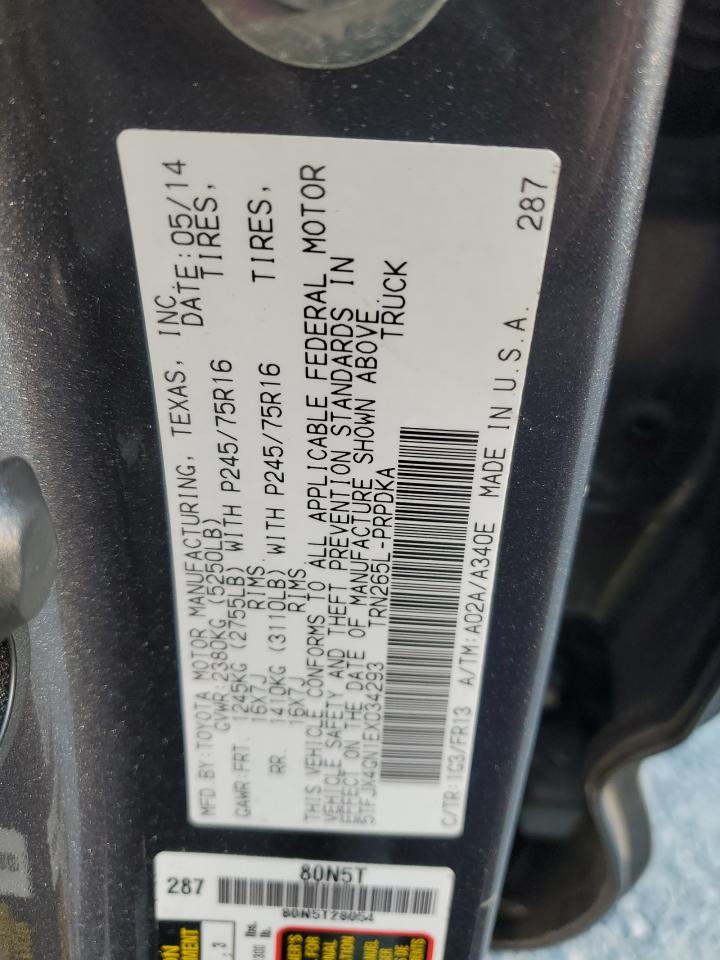 MFD BY:TOYOTA MOTOR MANUFACTURING, TEXAS, INC.
GVWR:2380KG (5250LB) DATE:05/14
GAWR:FRT. 1245KG (2755LB) WITH P245/75R16 TIRES,
16X7J RIMS.
RR. 1410KG (3110LB) WITH P245/75R16 TIRES,
16X7J RIMS.
THIS VEHICLE CONFORMS TO ALL APPLICABLE FEDERAL MOTOR
VEHICLE SAFETY AND THEFT PREVENTION STANDARDS IN
EFFECT ON THE DATE OF MANUFACTURE SHOWN ABOVE.
5TFJX4GN1EX034293 TRN265L-PRPDKA TRUCK
C/TR:1G3/FR13 A/TM:A02A/A340E MADE IN U.S.A. 287
80N5T
287
80N5T28054